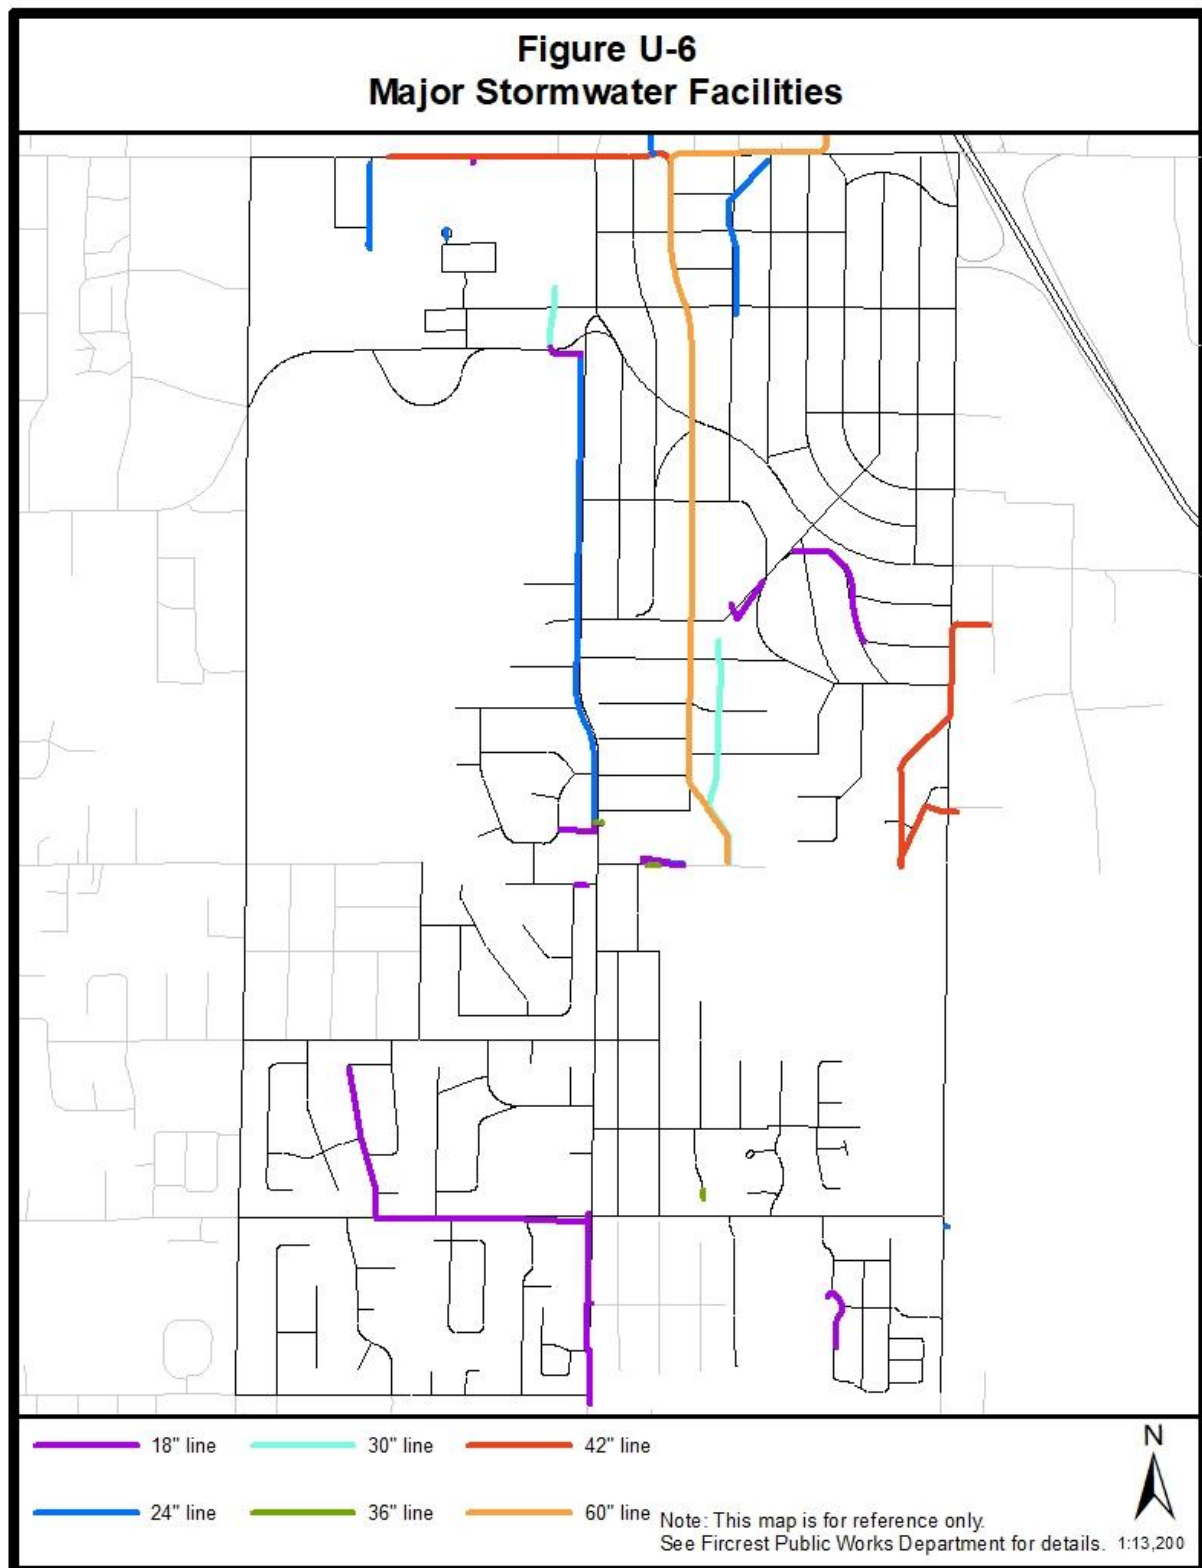 Figure U-6
Major Stormwater Facilities
18" line
30" line
42" line
N
24" line
36" line
60" line
Note: This map is for reference only.
See Fircrest Public Works Department for details.
1:13,200